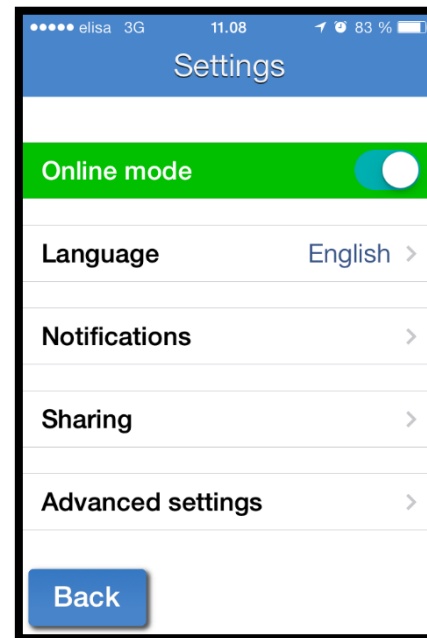 elisa 3G 11.08 83 %
Settings
Online mode
Language English
Notifications
Sharing
Advanced settings
Back